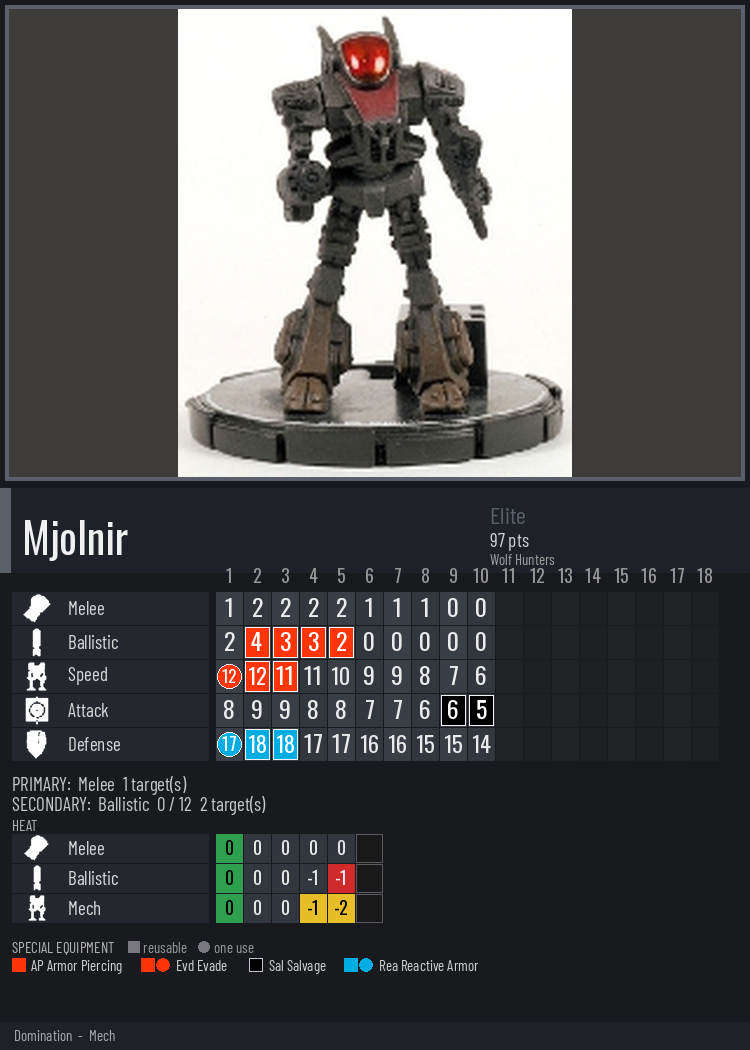 Mjolnir
Elite
97 pts
Wolf Hunters
1 2 3 4 5 6 7 8 9 10 11 12 13 14 15 16 17 18
Melee 1 2 2 2 2 1 1 1 0 0
Ballistic 2 4 3 3 2 0 0 0 0 0
Speed 12 12 11 11 10 9 9 8 7 6
Attack 8 9 9 8 8 7 7 6 6 5
Defense 17 18 18 17 17 16 16 15 15 14
PRIMARY: Melee 1 target(s)
SECONDARY: Ballistic 0 / 12 2 target(s)
HEAT
Melee 0 0 0 0 0
Ballistic 0 0 0 -1 -1
Mech 0 0 0 -1 -2
SPECIAL EQUIPMENT reusable one use
AP Armor Piercing Evd Evade Sal Salvage Rea Reactive Armor
Domination - Mech